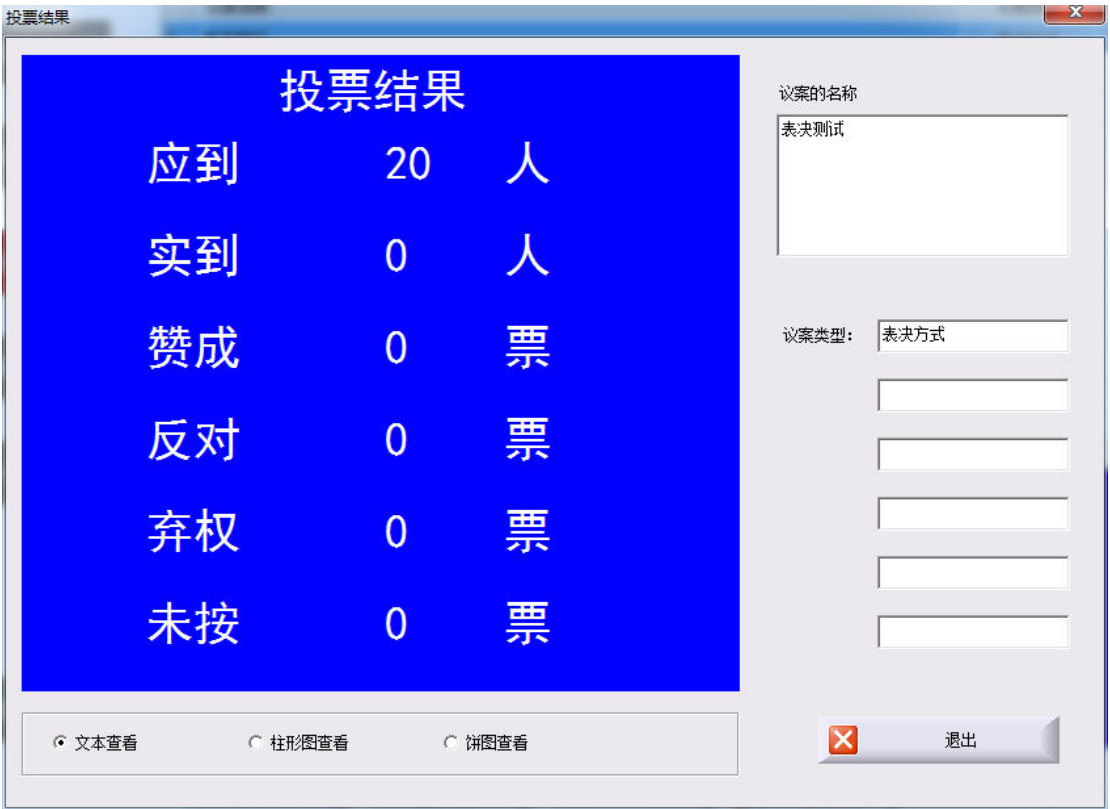 投票结果
投票结果
应到 20 人
实到 0 人
赞成 0 票
反对 0 票
弃权 0 票
未按 0 票
文本查看 柱形图查看 饼图查看
议案的名称
表决测试
议案类型： 表决方式
退出